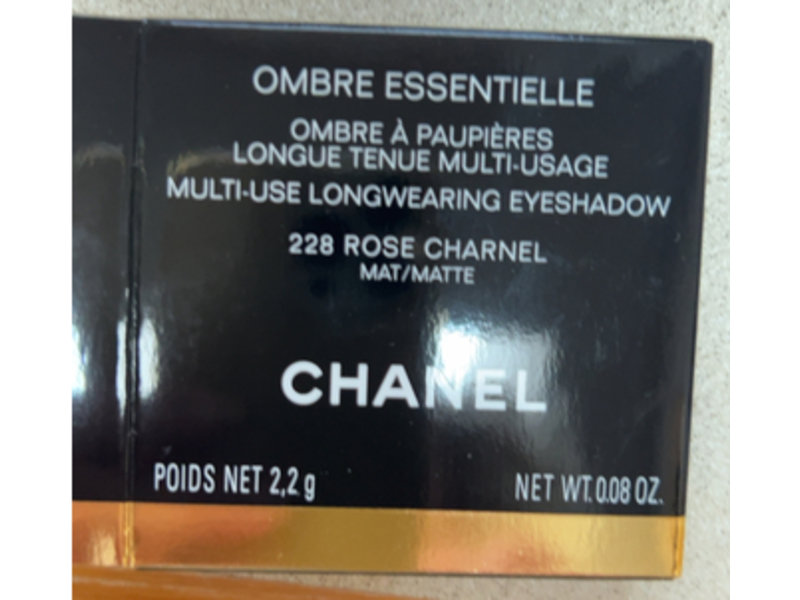 OMBRE ESSENTIELLE
OMBRE À PAUPIÈRES
LONGUE TENUE MULTI-USAGE
MULTI-USE LONGWEARING EYESHADOW
228 ROSE CHARNEL
MAT/MATTE
CHANEL
POIDS NET 2,2 g NET WT. 0.08 OZ.